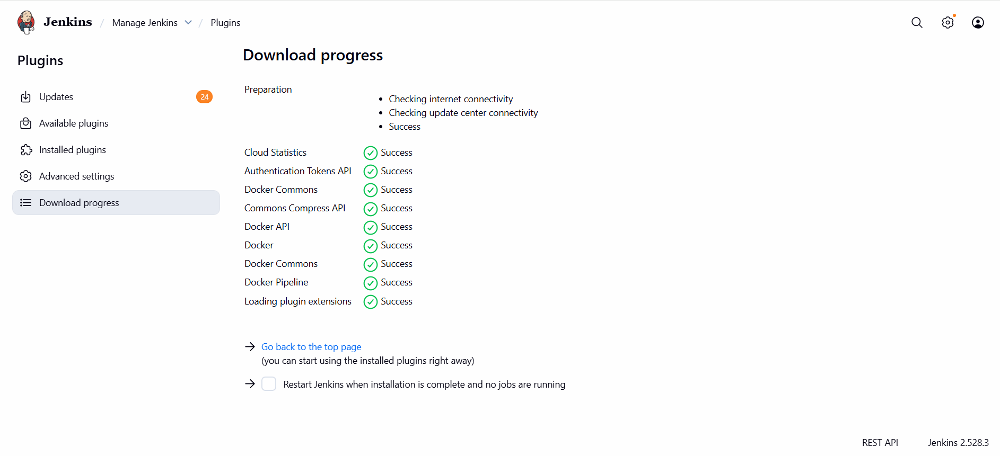 Jenkins / Manage Jenkins / Plugins
Plugins
Updates 24
Available plugins
Installed plugins
Advanced settings
Download progress
Download progress
Preparation
• Checking internet connectivity
• Checking update center connectivity
• Success
Cloud Statistics Success
Authentication Tokens API Success
Docker Commons Success
Commons Compress API Success
Docker API Success
Docker Success
Docker Commons Success
Docker Pipeline Success
Loading plugin extensions Success
→ Go back to the top page
(you can start using the installed plugins right away)
→ Restart Jenkins when installation is complete and no jobs are running
REST API Jenkins 2.528.3